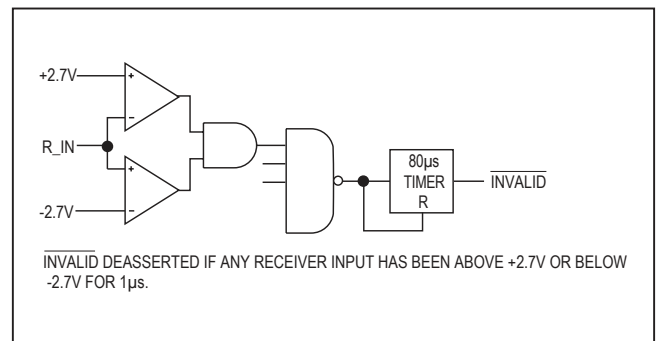 +2.7V
+
-
R_IN
+
-
-2.7V
80µs
TIMER
R
INVALID
INVALID DEASSERTED IF ANY RECEIVER INPUT HAS BEEN ABOVE +2.7V OR BELOW
-2.7V FOR 1µs.